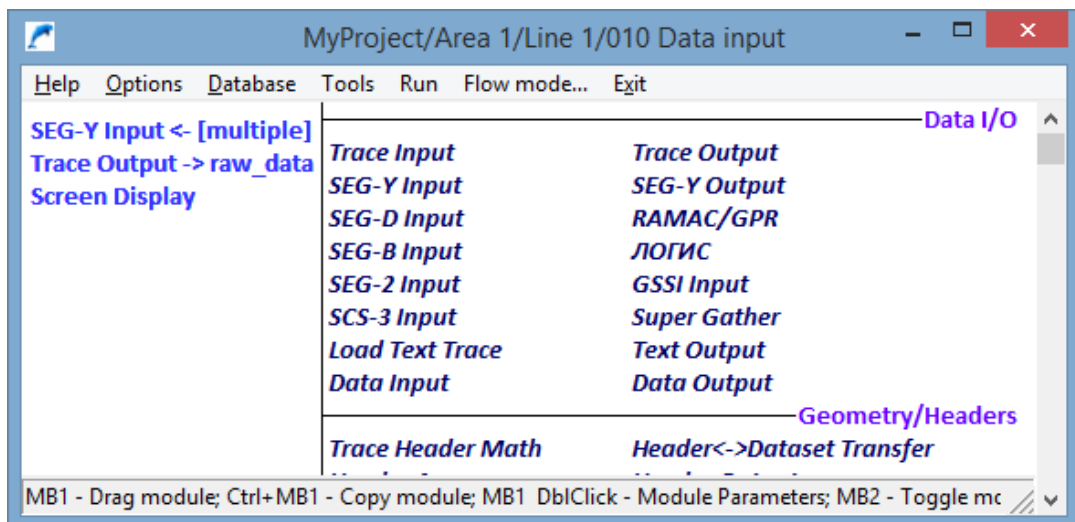 MyProject/Area 1/Line 1/010 Data input
Help Options Database Tools Run Flow mode... Exit
SEG-Y Input <- [multiple]
Trace Output -> raw_data
Screen Display
Data I/O
Trace Input Trace Output
SEG-Y Input SEG-Y Output
SEG-D Input RAMAC/GPR
SEG-B Input ЛОГИС
SEG-2 Input GSSI Input
SCS-3 Input Super Gather
Load Text Trace Text Output
Data Input Data Output
Geometry/Headers
Trace Header Math Header<->Dataset Transfer
MB1 - Drag module; Ctrl+MB1 - Copy module; MB1 DblClick - Module Parameters; MB2 - Toggle